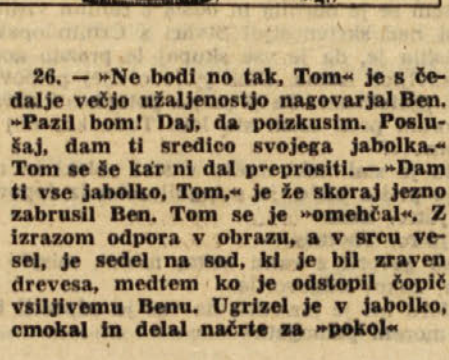 26. — »Ne bodi no tak, Tom« je s če-
dalje večjo užaljenostjo nagovarjal Ben.
»Pazil bom! Daj, da poizkusim. Poslu-
šaj, dam ti sredico svojega jabolka.«
Tom se še kar ni dal preprositi. — »Dam
ti vse jabolko, Tom,« je že skoraj jezno
zabrusil Ben. Tom se je »omehčal«. Z
izrazom odpora v obrazu, a v srcu ve-
sel, je sedel na sod, ki je bil zraven
drevesa, medtem ko je odstopil čopič
vsiljivemu Benu. Ugrizel je v jabolko,
cmokal in delal načrte za »pokol«